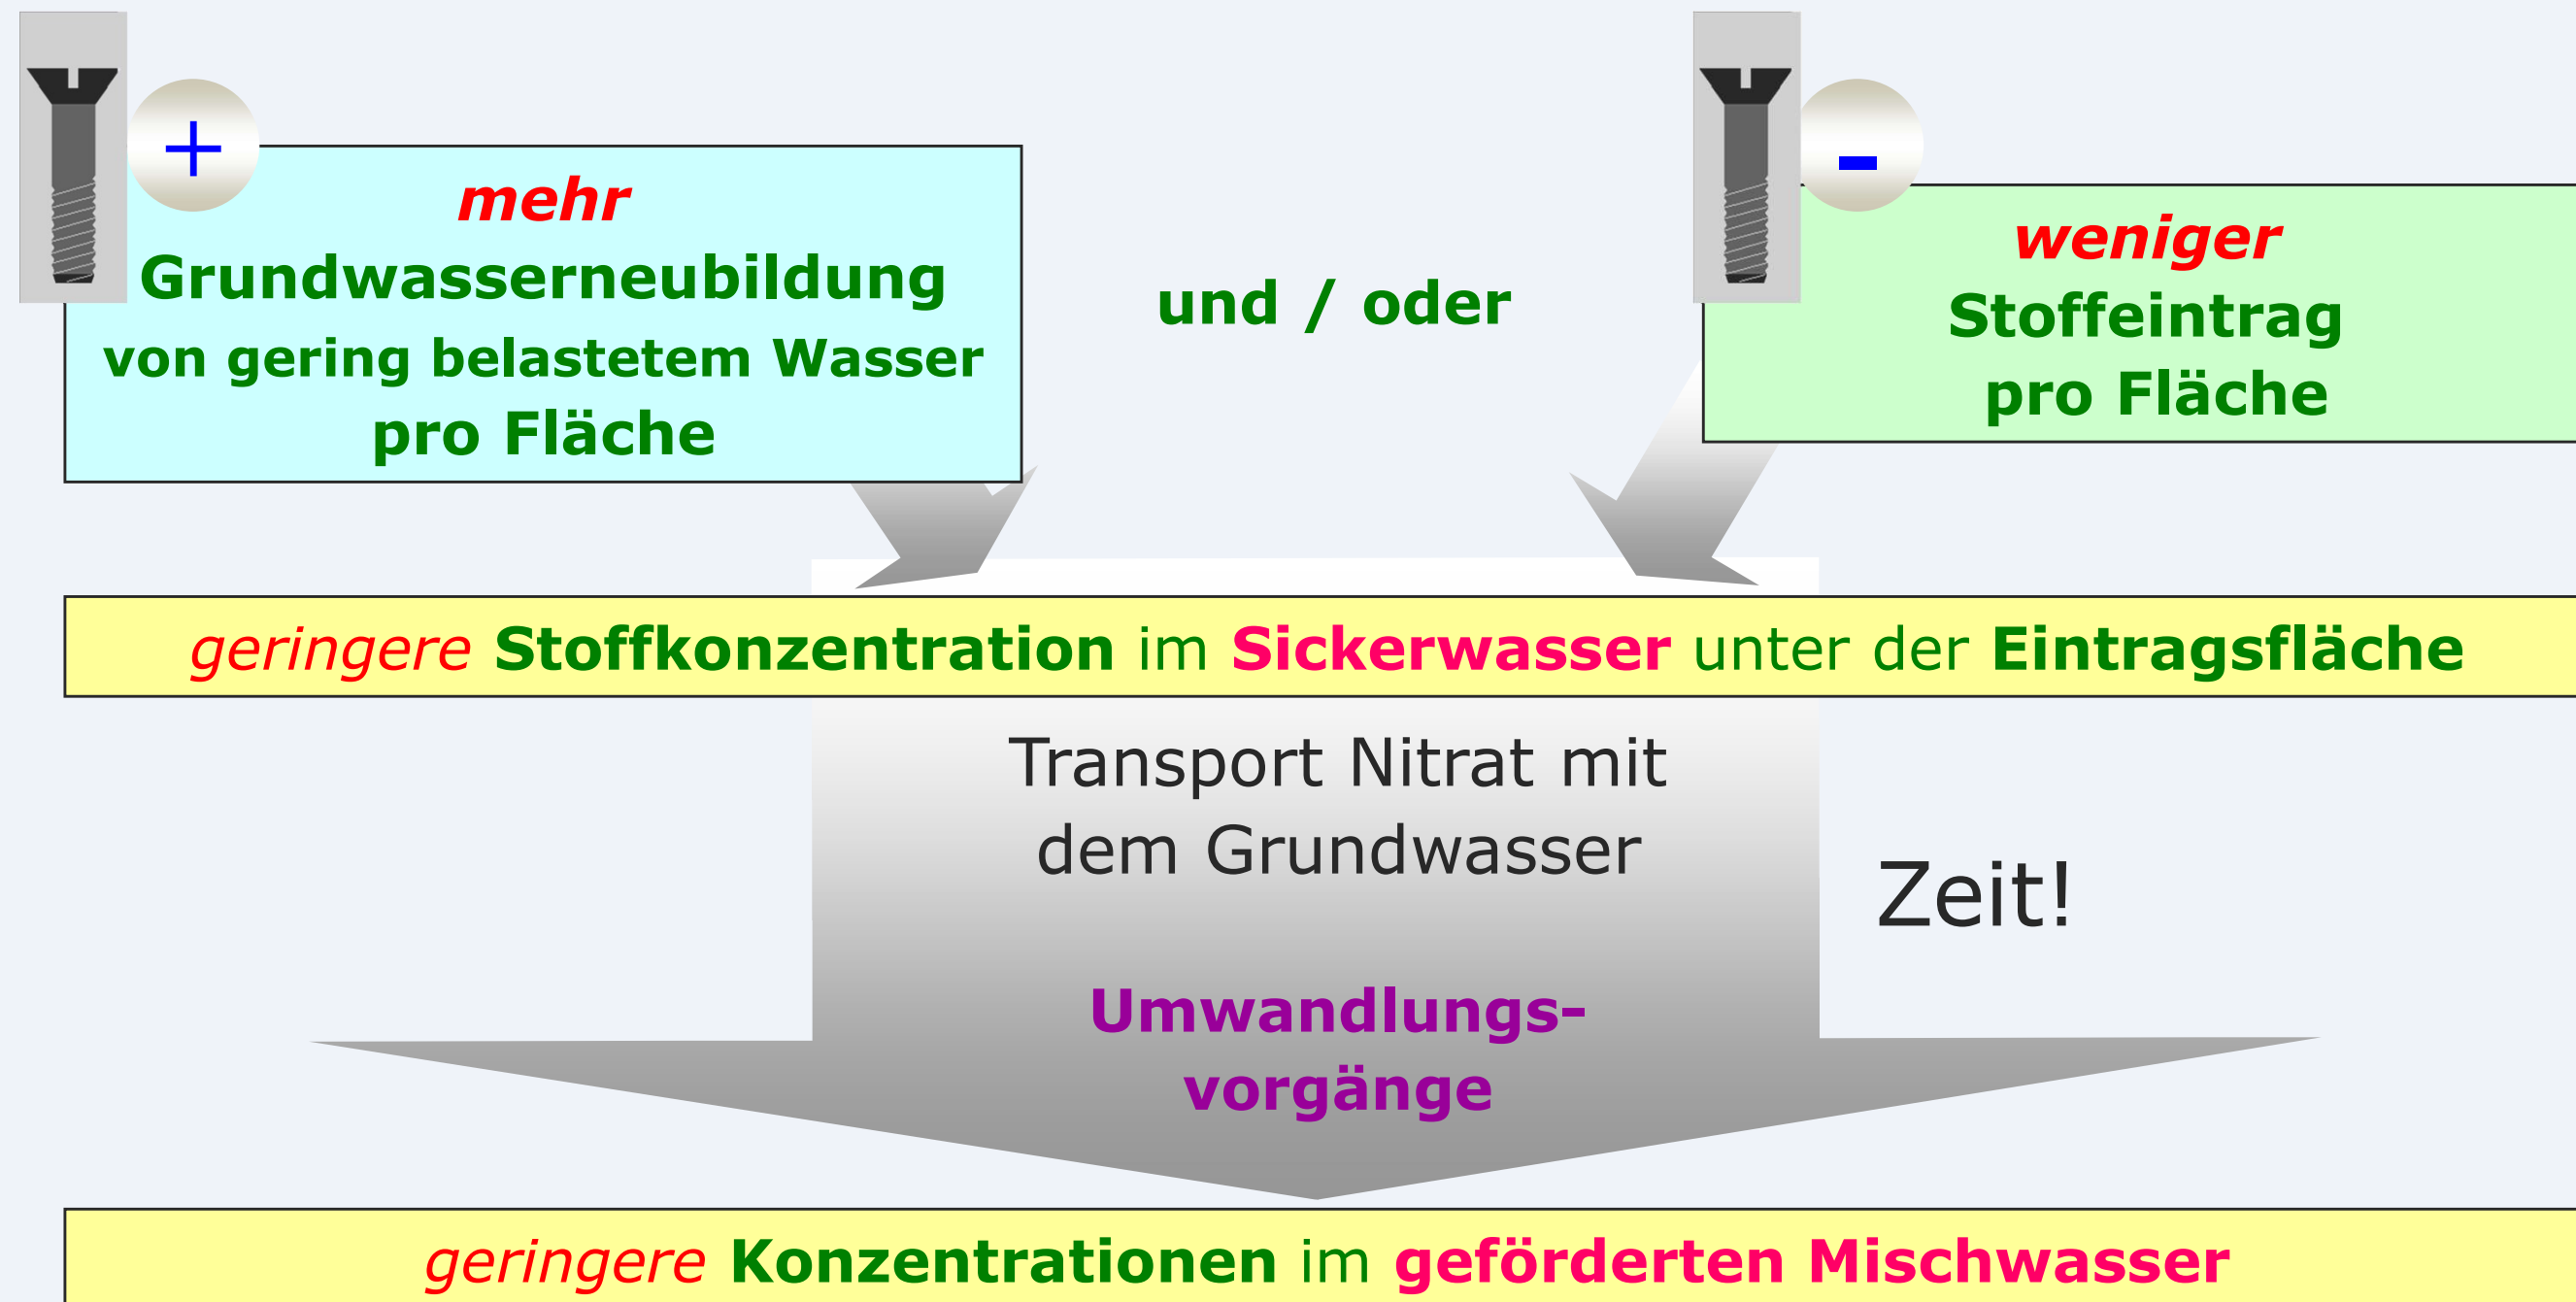 +
mehr
Grundwasserneubildung
von gering belastetem Wasser
pro Fläche
und / oder
-
weniger
Stoffeintrag
pro Fläche
geringere Stoffkonzentration im Sickerwasser unter der Eintragsfläche
Transport Nitrat mit
dem Grundwasser
Zeit!
Umwandlungs-
vorgänge
geringere Konzentrationen im geförderten Mischwasser